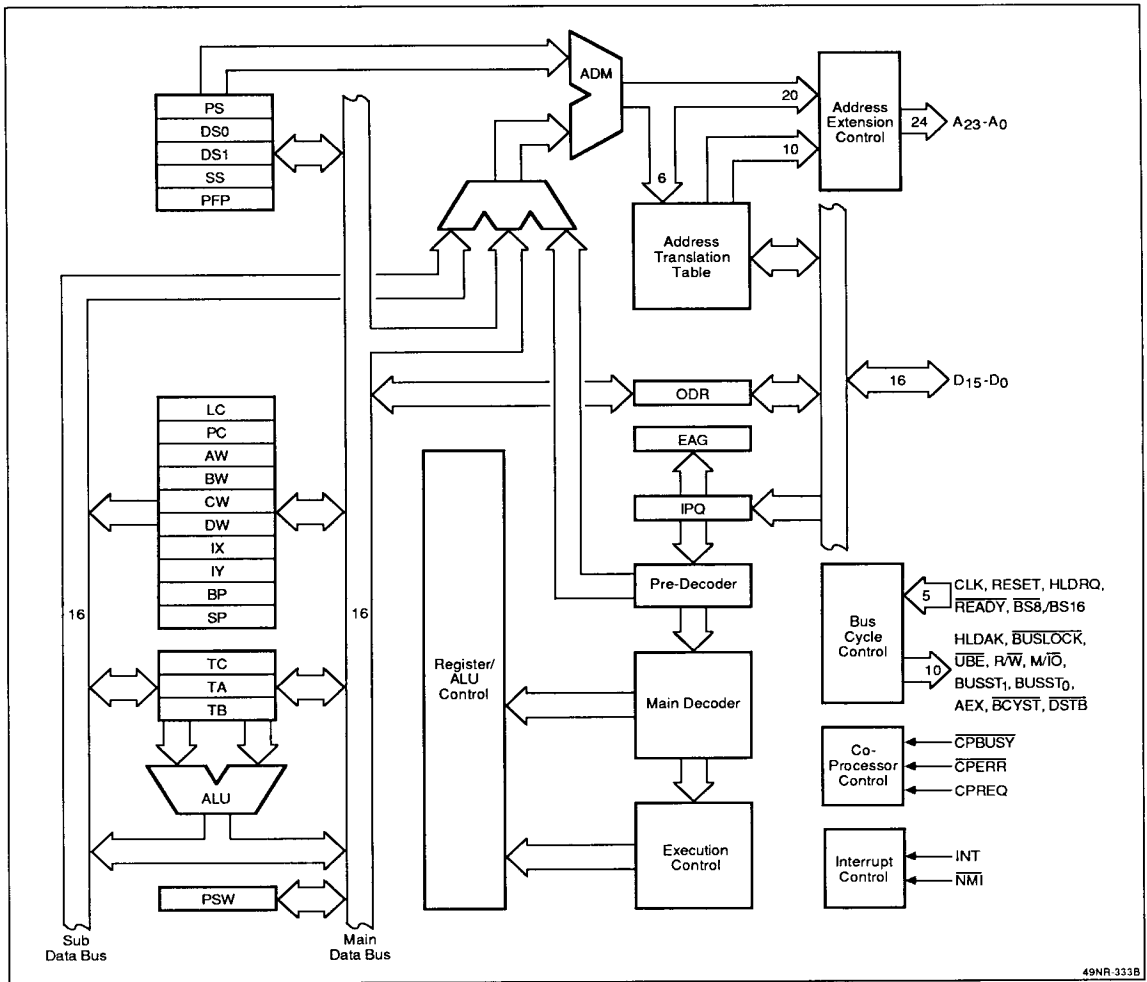 PS
DS0
DS1
SS
PFP
ADM
20
10
6
Address
Extension
Control
24
A23-A0
Address
Translation
Table
16
D15-D0
ODR
EAG
IPQ
Pre-Decoder
LC
PC
AW
BW
CW
DW
IX
IY
BP
SP
16
16
TC
TA
TB
ALU
PSW
Register/
ALU
Control
Main Decoder
Execution
Control
Bus
Cycle
Control
5
CLK, RESET, HLDRQ,
READY, BS8,/BS16
10
HLDAK, BUSLOCK,
UBE, R/W, M/IO,
BUSST1, BUSST0,
AEX, BCYST, DSTB
Co-
Processor
Control
CPBUSY
CPERR
CPREQ
Interrupt
Control
INT
NMI
Sub
Data Bus
Main
Data Bus
49NR-333B